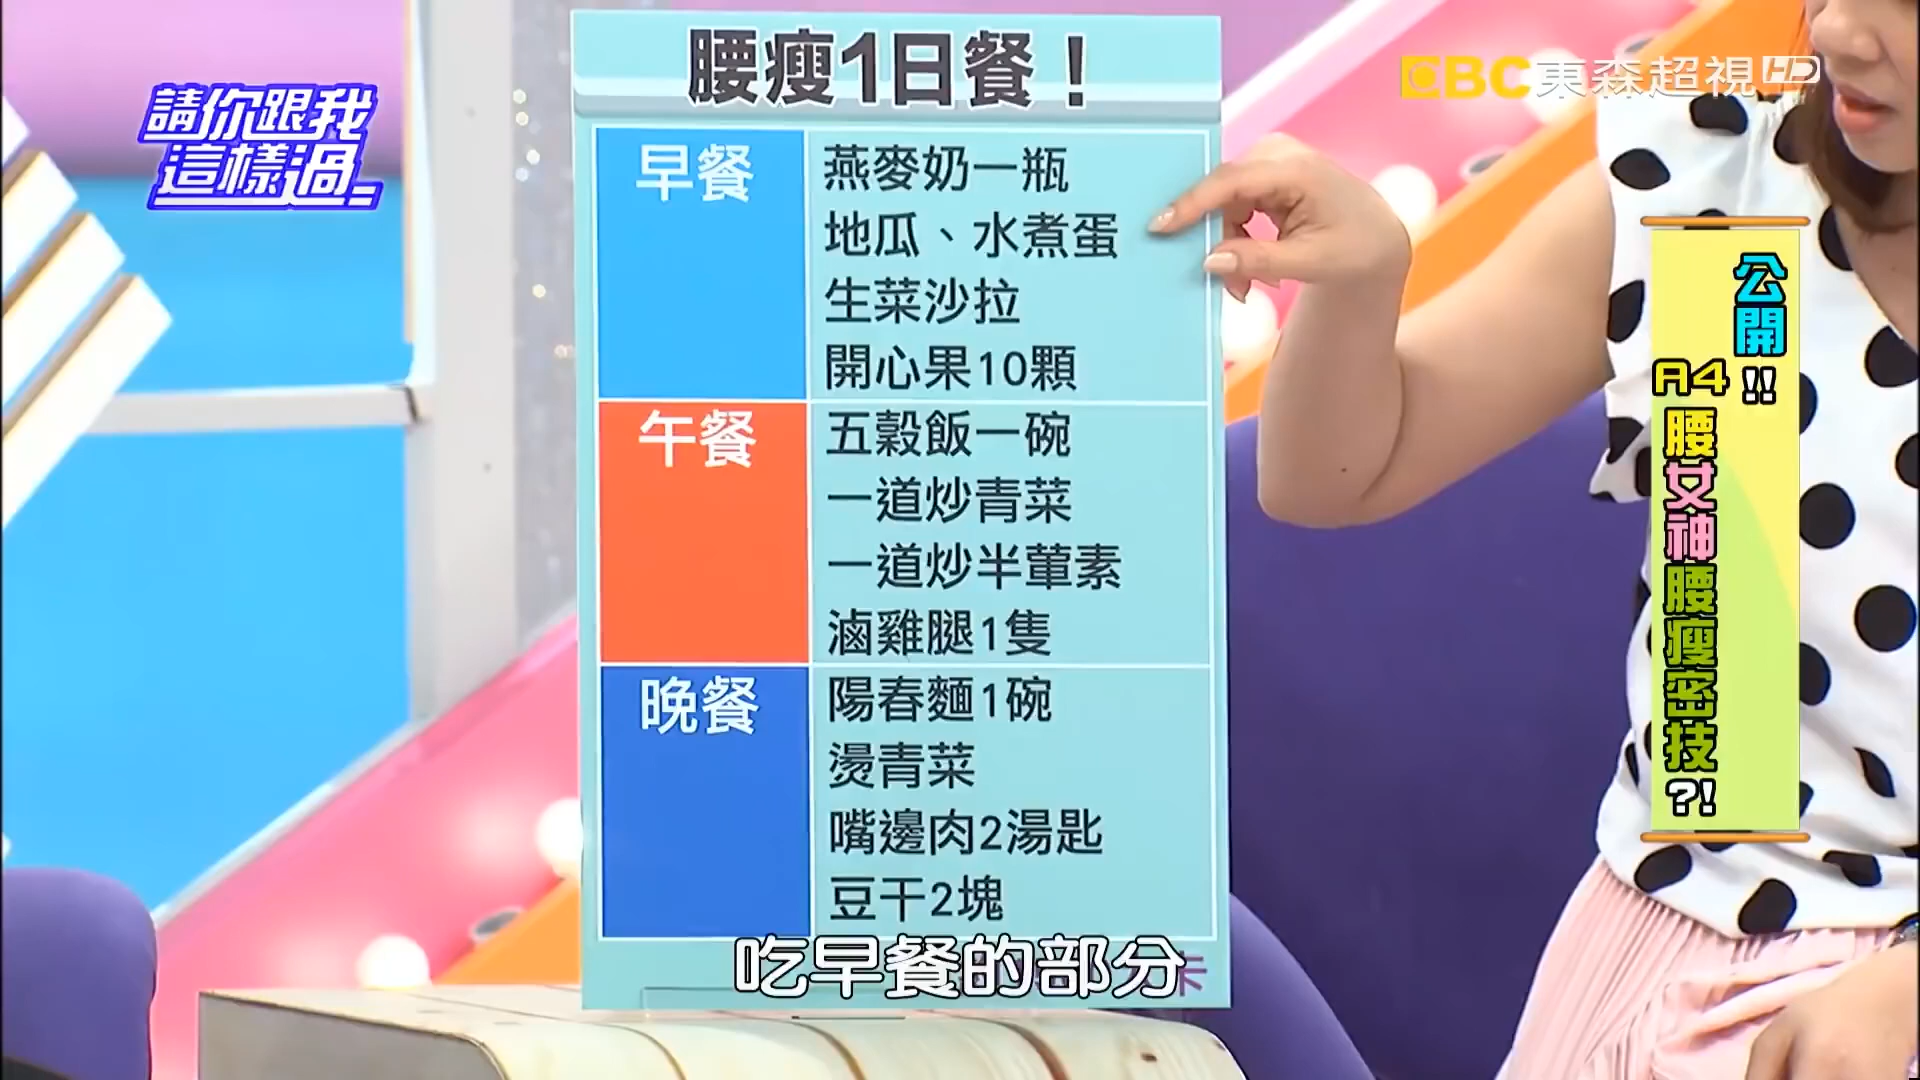 腰瘦1日餐！
EBC東森超視HD
請你跟我
這樣過
早餐
燕麥奶一瓶
地瓜、水煮蛋
生菜沙拉
開心果10顆
午餐
五穀飯一碗
一道炒青菜
一道炒半葷素
滷雞腿1隻
晚餐
陽春麵1碗
燙青菜
嘴邊肉2湯匙
豆干2塊
公開!!
A4腰女神腰瘦密技?!
吃早餐的部分
卡